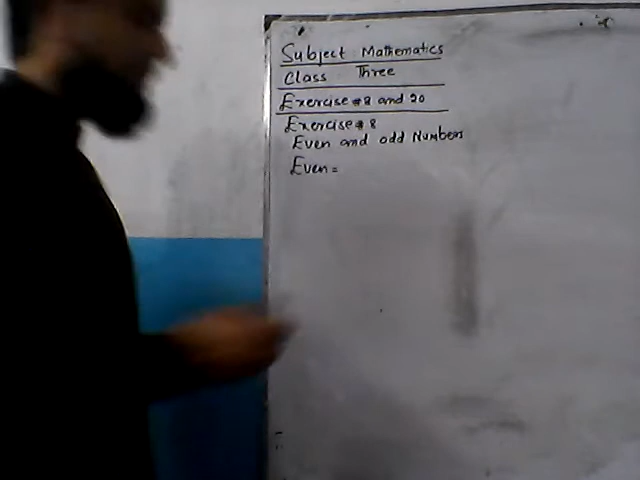 Subject Mathematics
Class Three
Exercise # 8 and 20
Exercise # 8
Even and odd Numbers
Even =